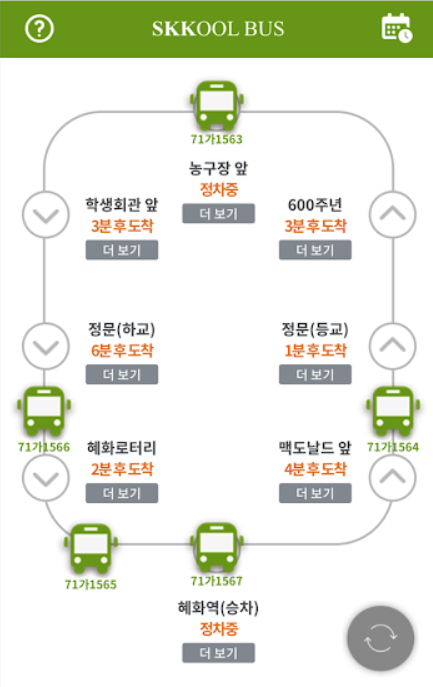 ?
SKKOOL BUS
71가1563
농구장 앞
정차중
더 보기
학생회관 앞
3분 후 도착
더 보기
600주년
3분 후 도착
더 보기
정문(하교)
6분 후 도착
더 보기
정문(등교)
1분 후 도착
더 보기
71가1566
71가1564
혜화로터리
2분 후 도착
더 보기
맥도날드 앞
4분 후 도착
더 보기
71가1565
71가1567
혜화역(승차)
정차중
더 보기